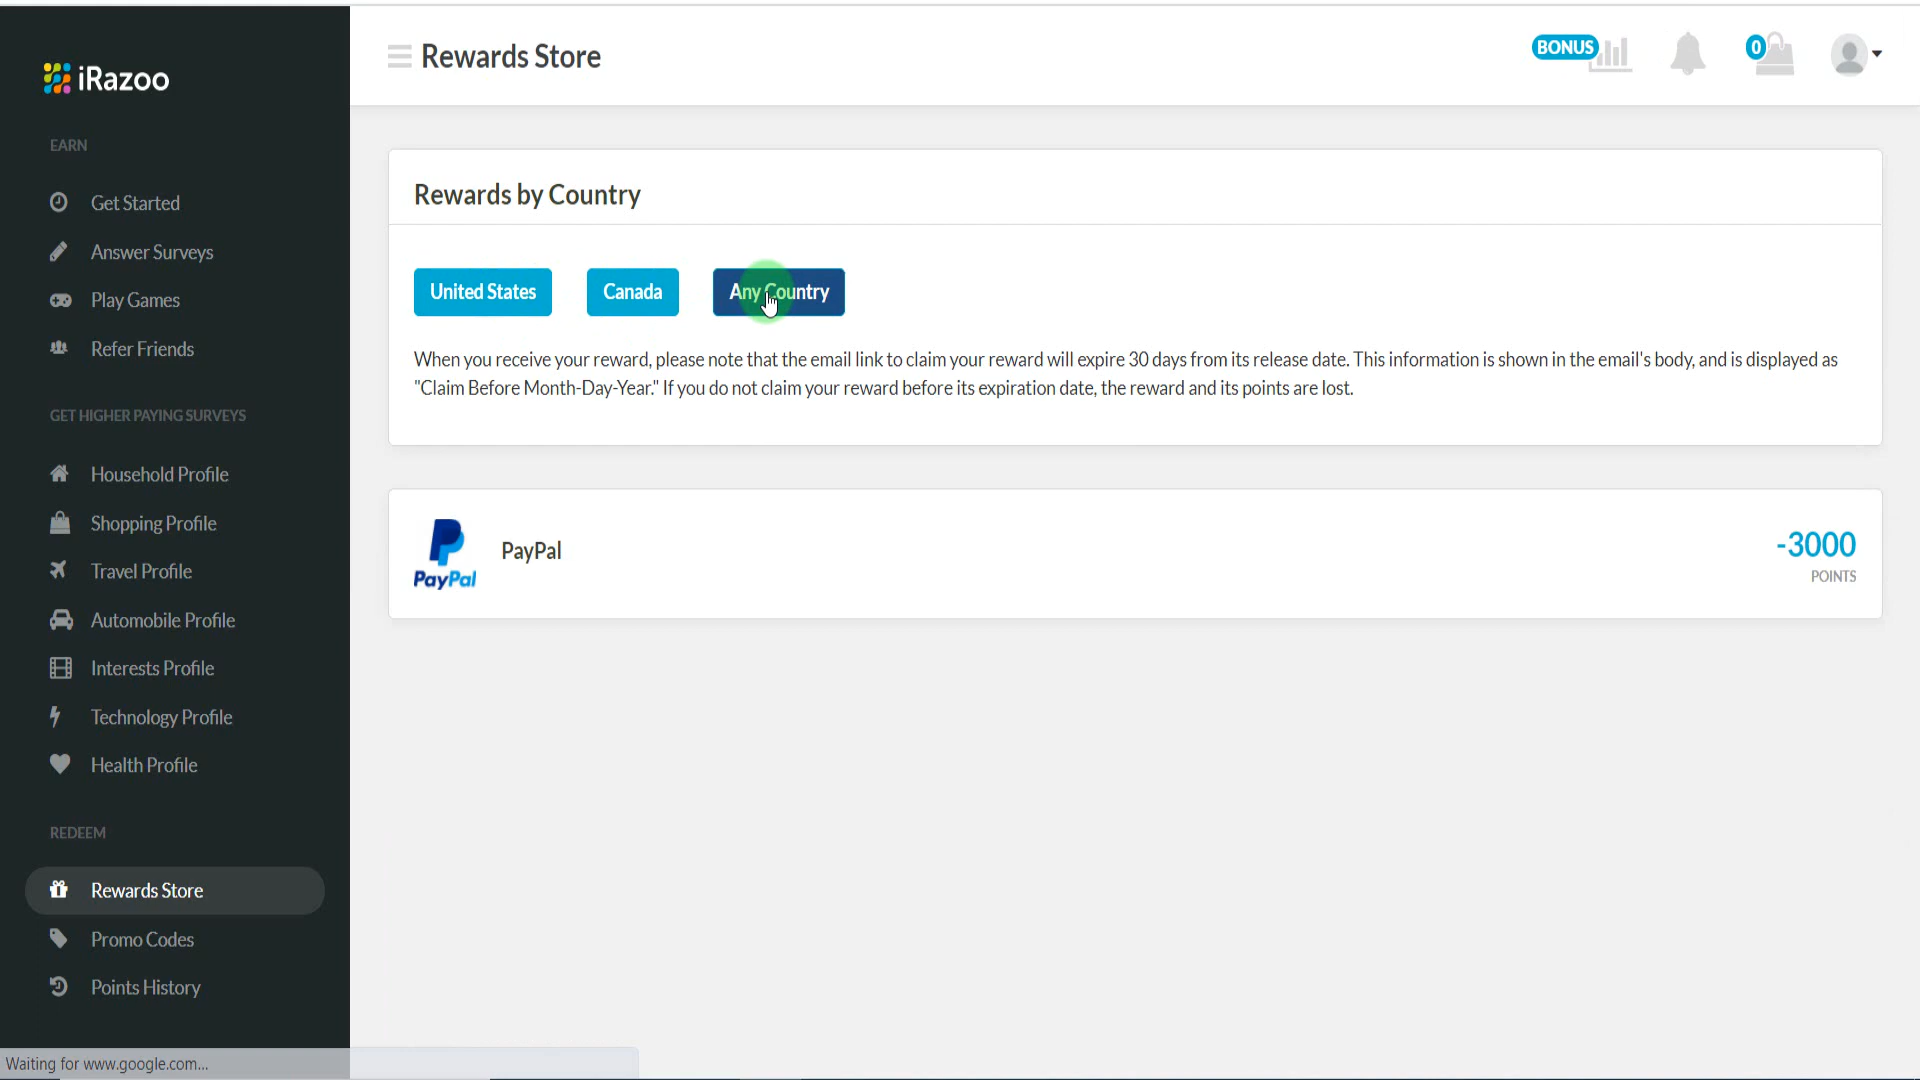 iRazoo
EARN
Get Started
Answer Surveys
Play Games
Refer Friends
GET HIGHER PAYING SURVEYS
Household Profile
Shopping Profile
Travel Profile
Automobile Profile
Interests Profile
Technology Profile
Health Profile
REDEEM
Rewards Store
Promo Codes
Points History
Waiting for www.google.com...
Rewards Store
BONUS
0
Rewards by Country
United States
Canada
Any Country
When you receive your reward, please note that the email link to claim your reward will expire 30 days from its release date. This information is shown in the email's body, and is displayed as
"Claim Before Month-Day-Year." If you do not claim your reward before its expiration date, the reward and its points are lost.
PayPal
PayPal
-3000
POINTS